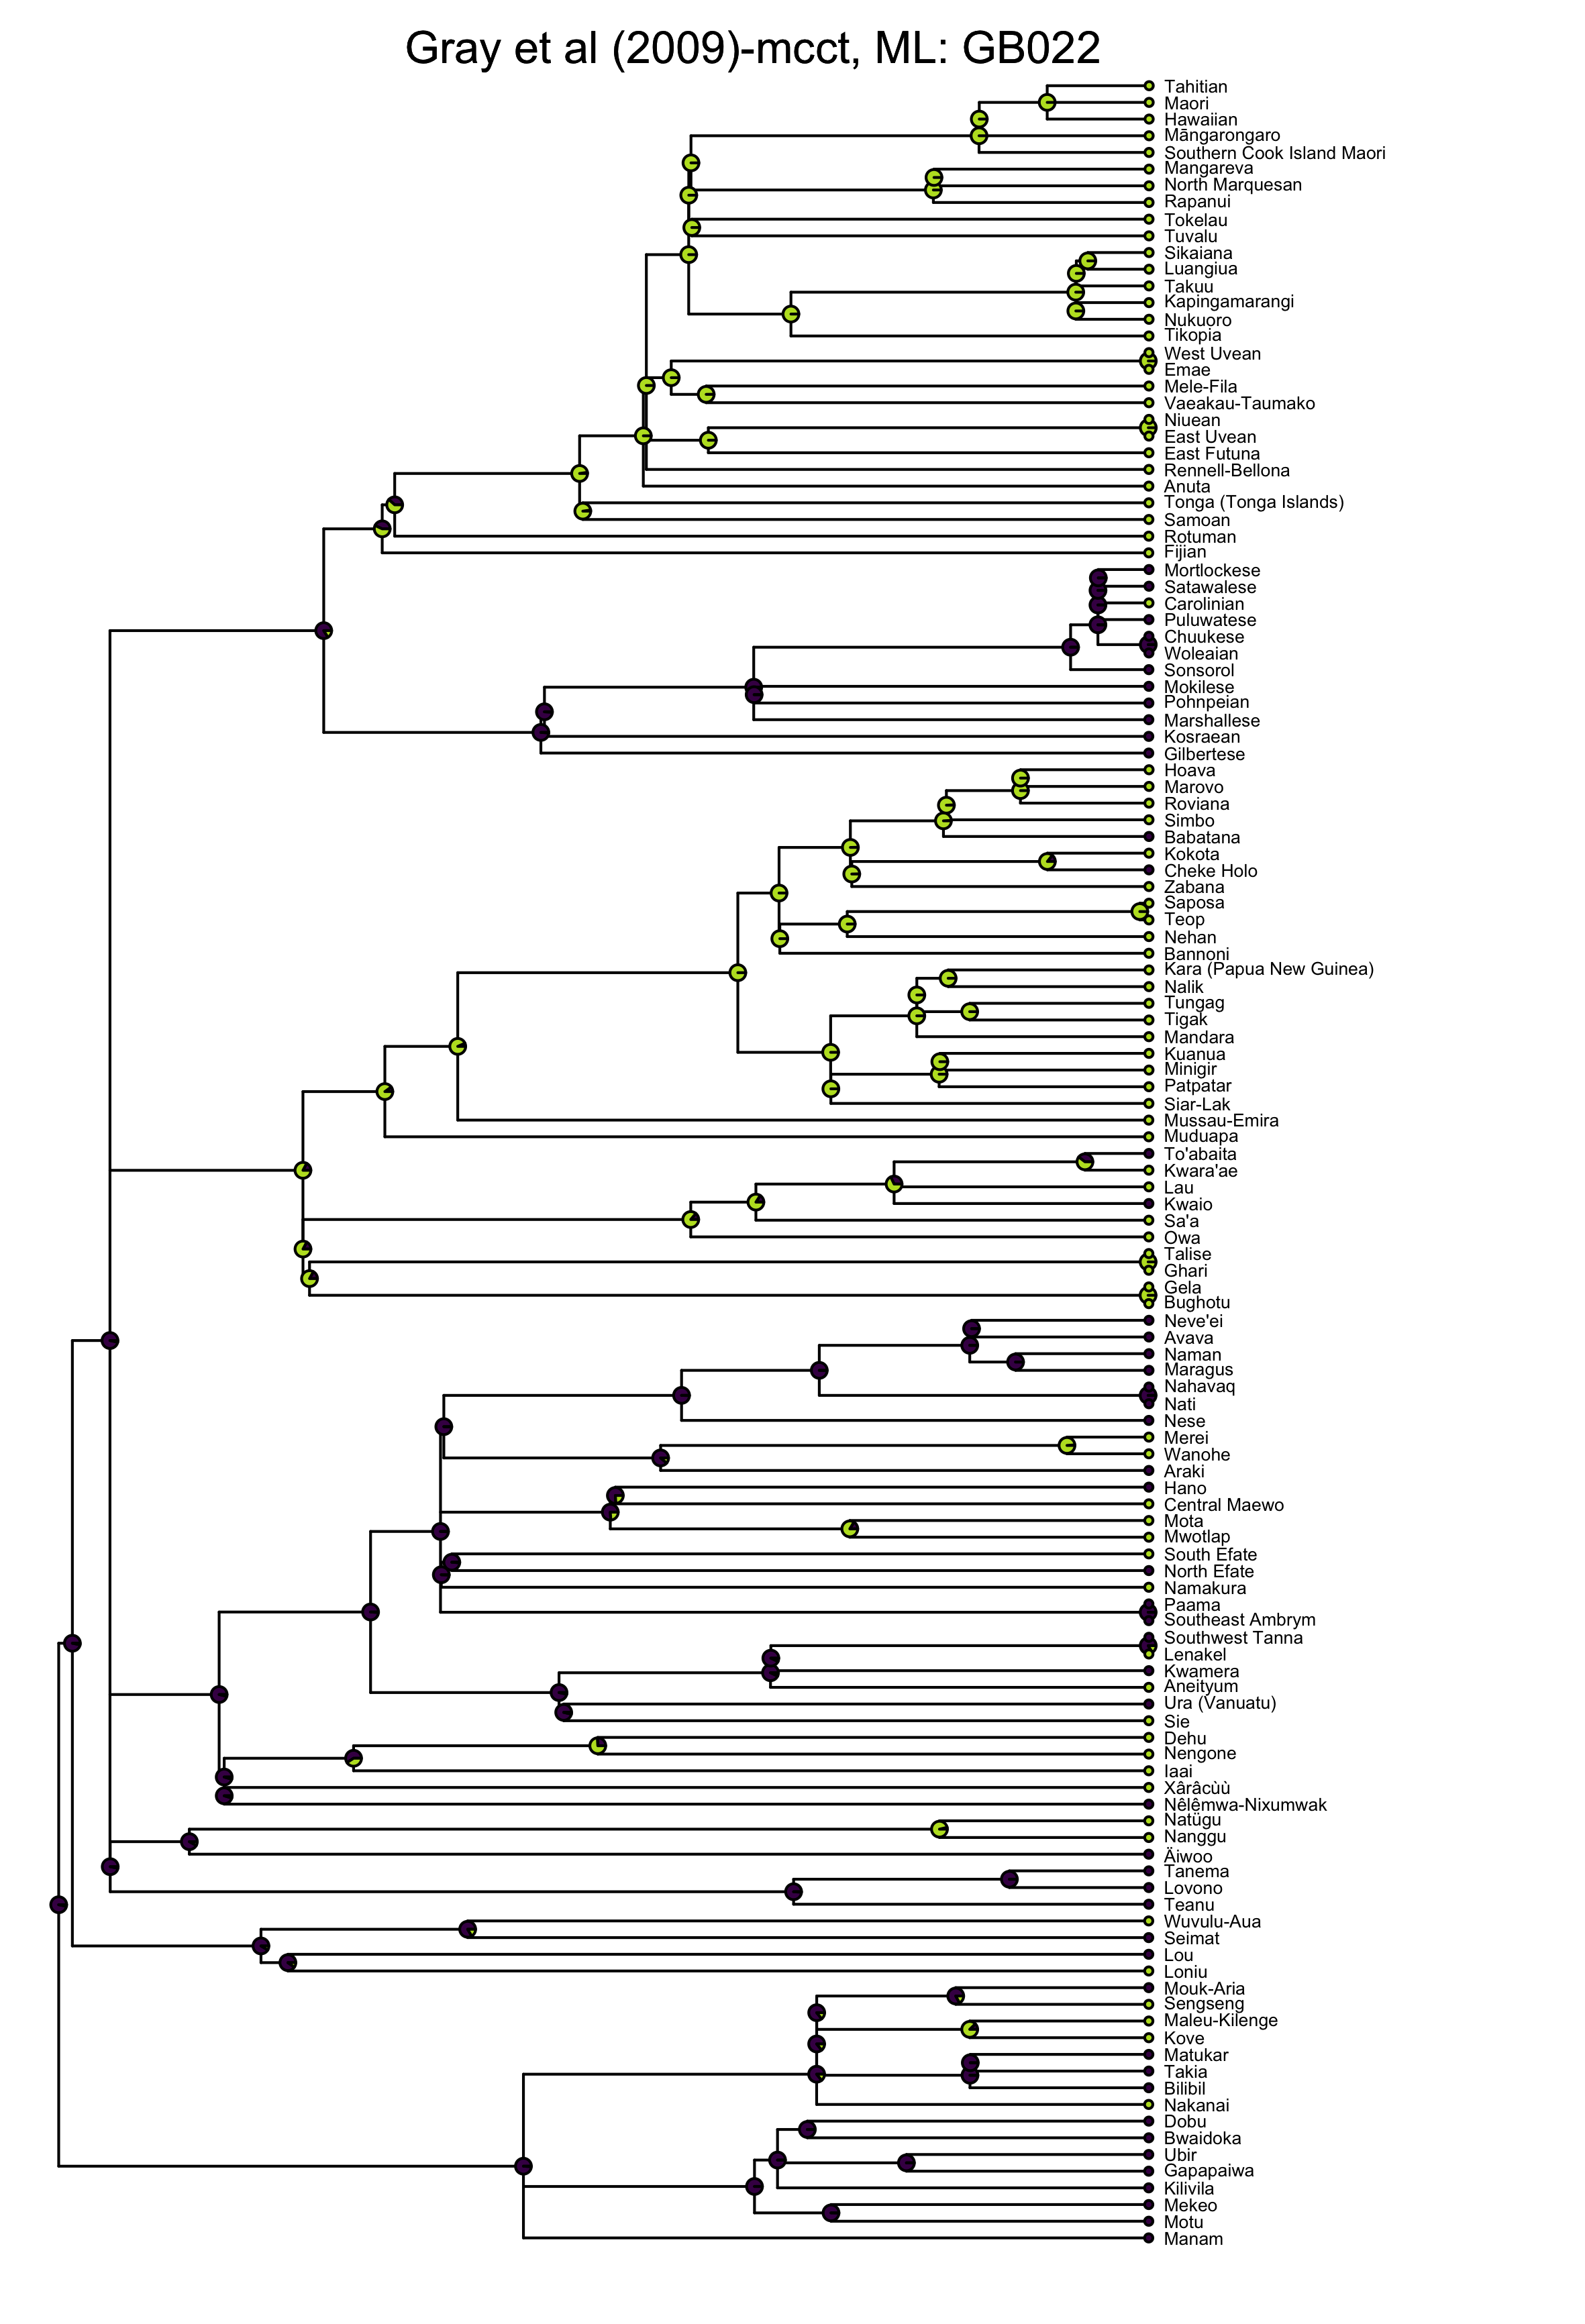 Gray et al (2009)-mcct, ML: GB022
Tahitian
Maori
Hawaiian
Māngarongaro
Southern Cook Island Maori
Mangareva
North Marquesan
Rapanui
Tokelau
Tuvalu
Sikaiana
Luangiua
Takuu
Kapingamarangi
Nukuoro
Tikopia
West Uvean
Emae
Mele-Fila
Vaeakau-Taumako
Niuean
East Uvean
East Futuna
Rennell-Bellona
Anuta
Tonga (Tonga Islands)
Samoan
Rotuman
Fijian
Mortlockese
Satawalese
Carolinian
Puluwatese
Chuukese
Woleaian
Sonsorol
Mokilese
Pohnpeian
Marshallese
Kosraean
Gilbertese
Hoava
Marovo
Roviana
Simbo
Babatana
Kokota
Cheke Holo
Zabana
Saposa
Teop
Nehan
Bannoni
Kara (Papua New Guinea)
Nalik
Tungag
Tigak
Mandara
Kuanua
Minigir
Patpatar
Siar-Lak
Mussau-Emira
Muduapa
To'abaita
Kwara'ae
Lau
Kwaio
Sa'a
Owa
Talise
Ghari
Gela
Bughotu
Neve'ei
Avava
Naman
Maragus
Nahavaq
Nati
Nese
Merei
Wanohe
Araki
Hano
Central Maewo
Mota
Mwotlap
South Efate
North Efate
Namakura
Paama
Southeast Ambrym
Southwest Tanna
Lenakel
Kwamera
Aneityum
Ura (Vanuatu)
Sie
Dehu
Nengone
Iaai
Xârâcùù
Nêlêmwa-Nixumwak
Natügu
Nanggu
Äiwoo
Tanema
Lovono
Teanu
Wuvulu-Aua
Seimat
Lou
Loniu
Mouk-Aria
Sengseng
Maleu-Kilenge
Kove
Matukar
Takia
Bilibil
Nakanai
Dobu
Bwaidoka
Ubir
Gapapaiwa
Kilivila
Mekeo
Motu
Manam